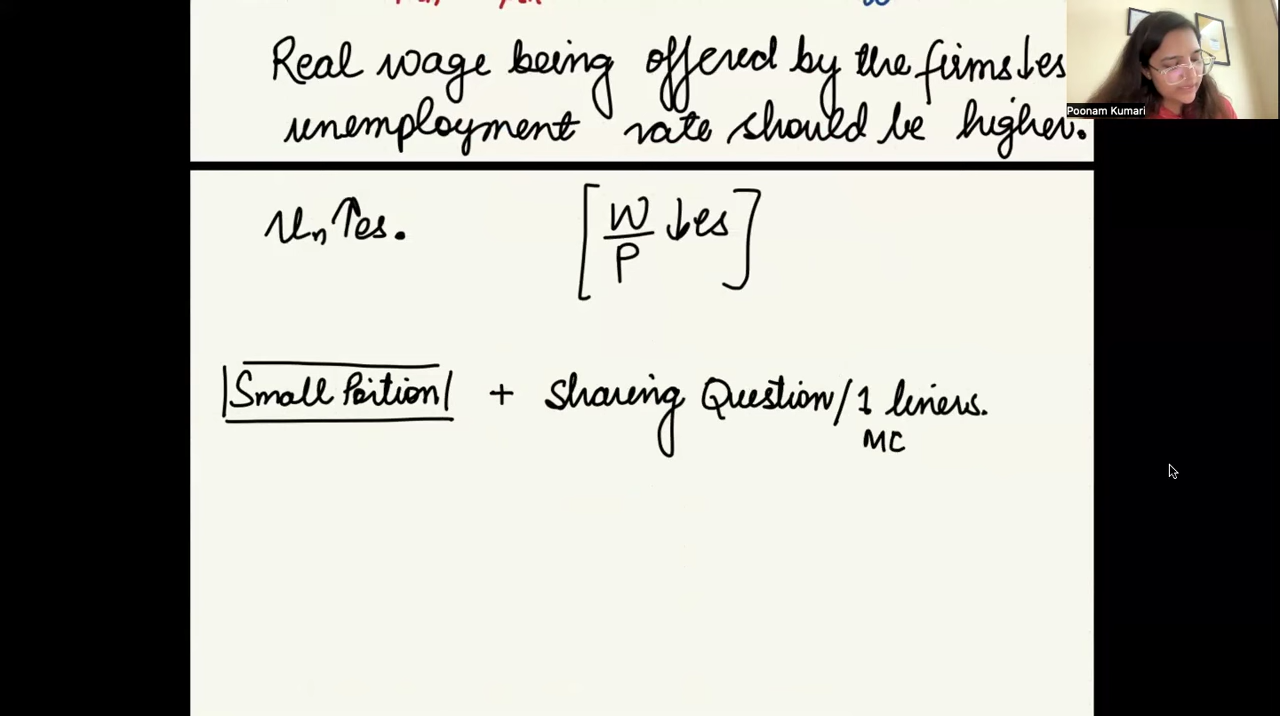 Real wage being offered by the firms ↓es
unemployment rate should be higher.
Poonam Kumari
un ↑es. [W/P ↓es]
|Small Portion| + Sharing Question/1 liners.
MC